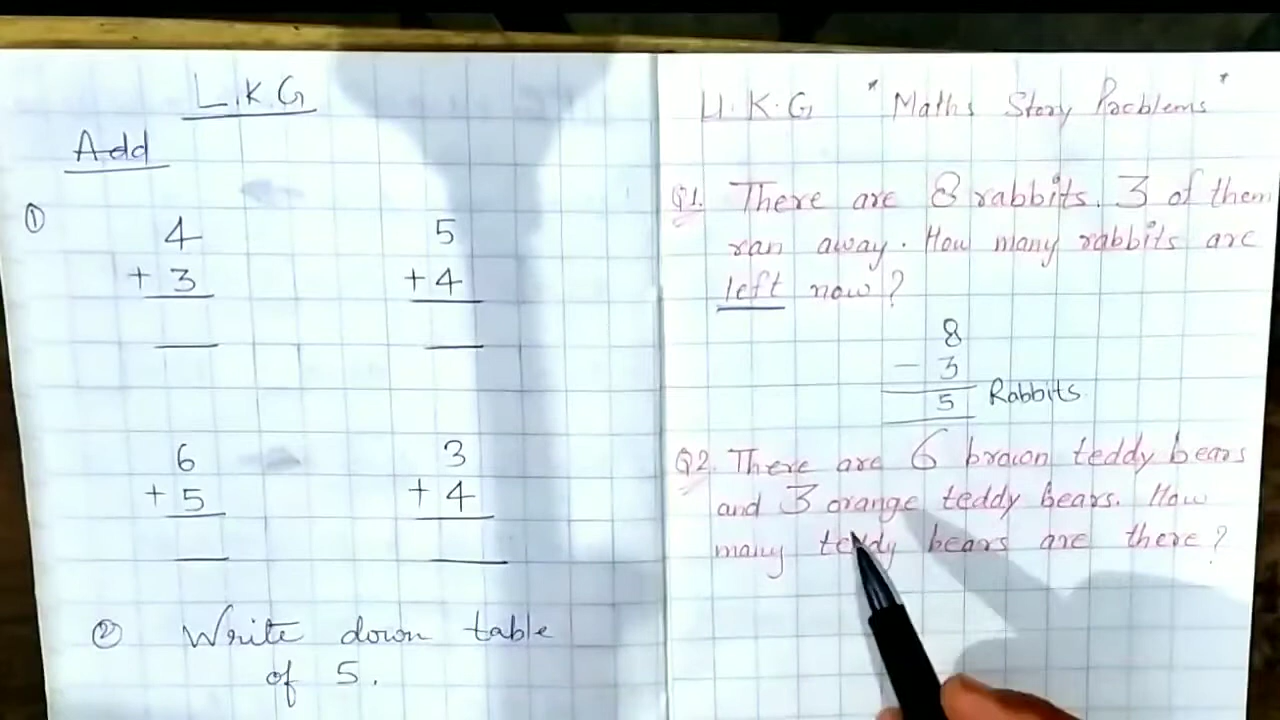 L.K.G
Add
① 4 5
+ 3 + 4
6 3
+ 5 + 4
② Write down table
of 5.
U.K.G "Maths Story Problems"
Q1. There are 8 rabbits. 3 of them
ran away. How many rabbits are
left now?
8
- 3
5 Rabbits
Q2. There are 6 brown teddy bears
and 3 orange teddy bears. How
many teddy bears are there?